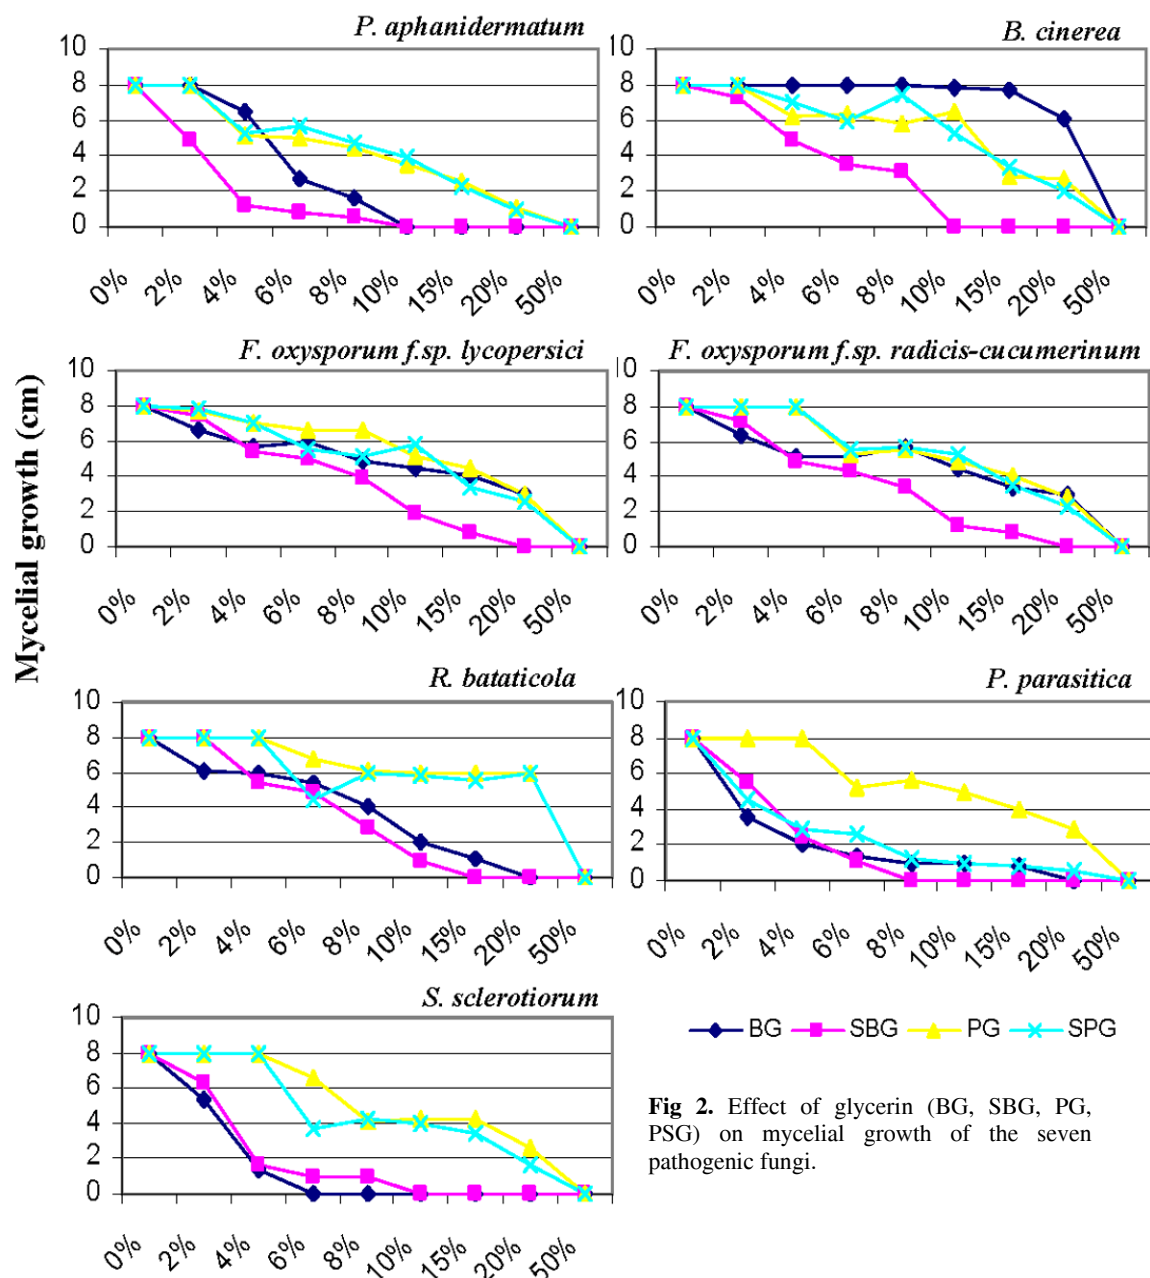 P. aphanidermatum
10
8
6
4
2
0
0% 2% 4% 6% 8% 10% 15% 20% 50%
B. cinerea
10
8
6
4
2
0
0% 2% 4% 6% 8% 10% 15% 20% 50%
Mycelial growth (cm)
F. oxysporum f.sp. lycopersici
10
8
6
4
2
0
0% 2% 4% 6% 8% 10% 15% 20% 50%
F. oxysporum f.sp. radicis-cucumerinum
10
8
6
4
2
0
0% 2% 4% 6% 8% 10% 15% 20% 50%
R. bataticola
10
8
6
4
2
0
0% 2% 4% 6% 8% 10% 15% 20% 50%
P. parasitica
10
8
6
4
2
0
0% 2% 4% 6% 8% 10% 15% 20% 50%
S. sclerotiorum
10
8
6
4
2
0
0% 2% 4% 6% 8% 10% 15% 20% 50%
BG SBG PG SPG
Fig 2. Effect of glycerin (BG, SBG, PG,
PSG) on mycelial growth of the seven
pathogenic fungi.